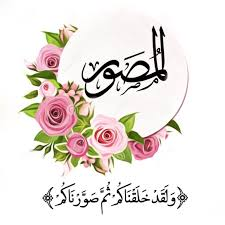 المصور
﴿وَلَقَدْ خَلَقْنَاكُمْ ثُمَّ صَوَّرْنَاكُمْ﴾